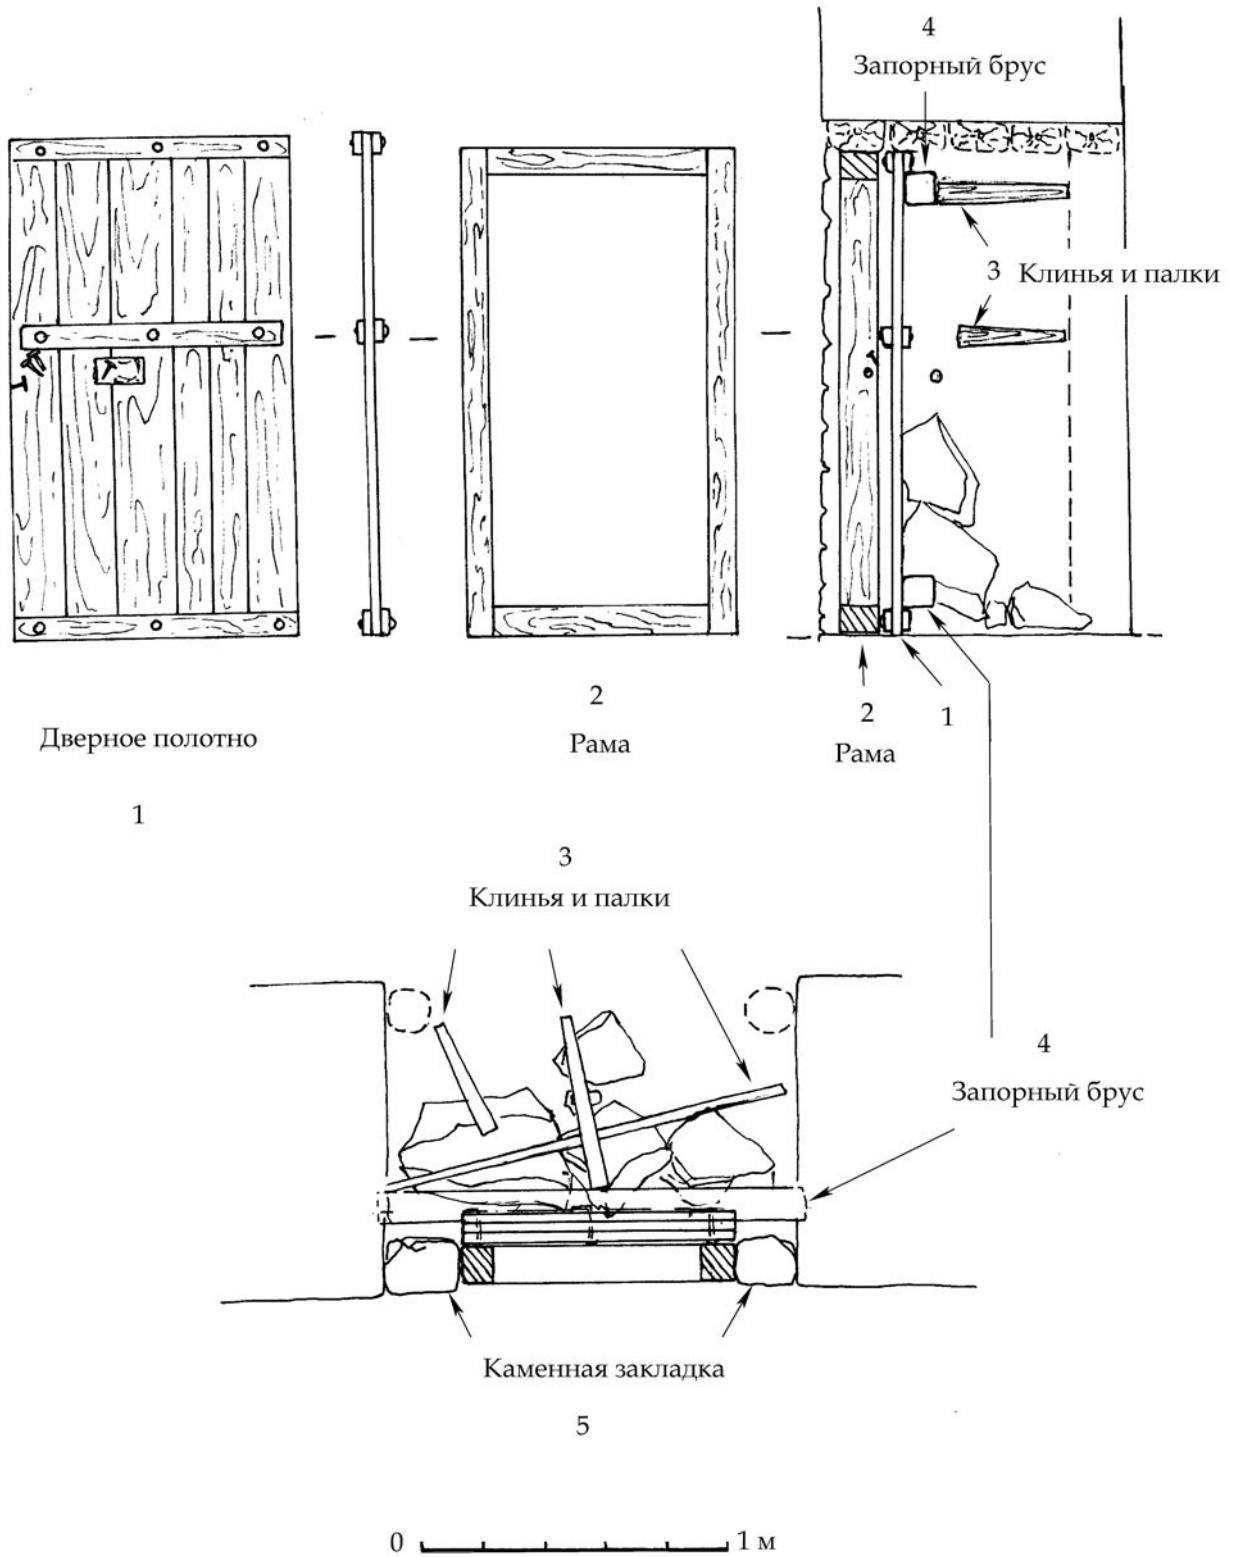 4
Запорный брус
3 Клинья и палки
2
Рама
2
Рама
1
Дверное полотно
1
3
Клинья и палки
4
Запорный брус
Каменная закладка
5
0 1 м